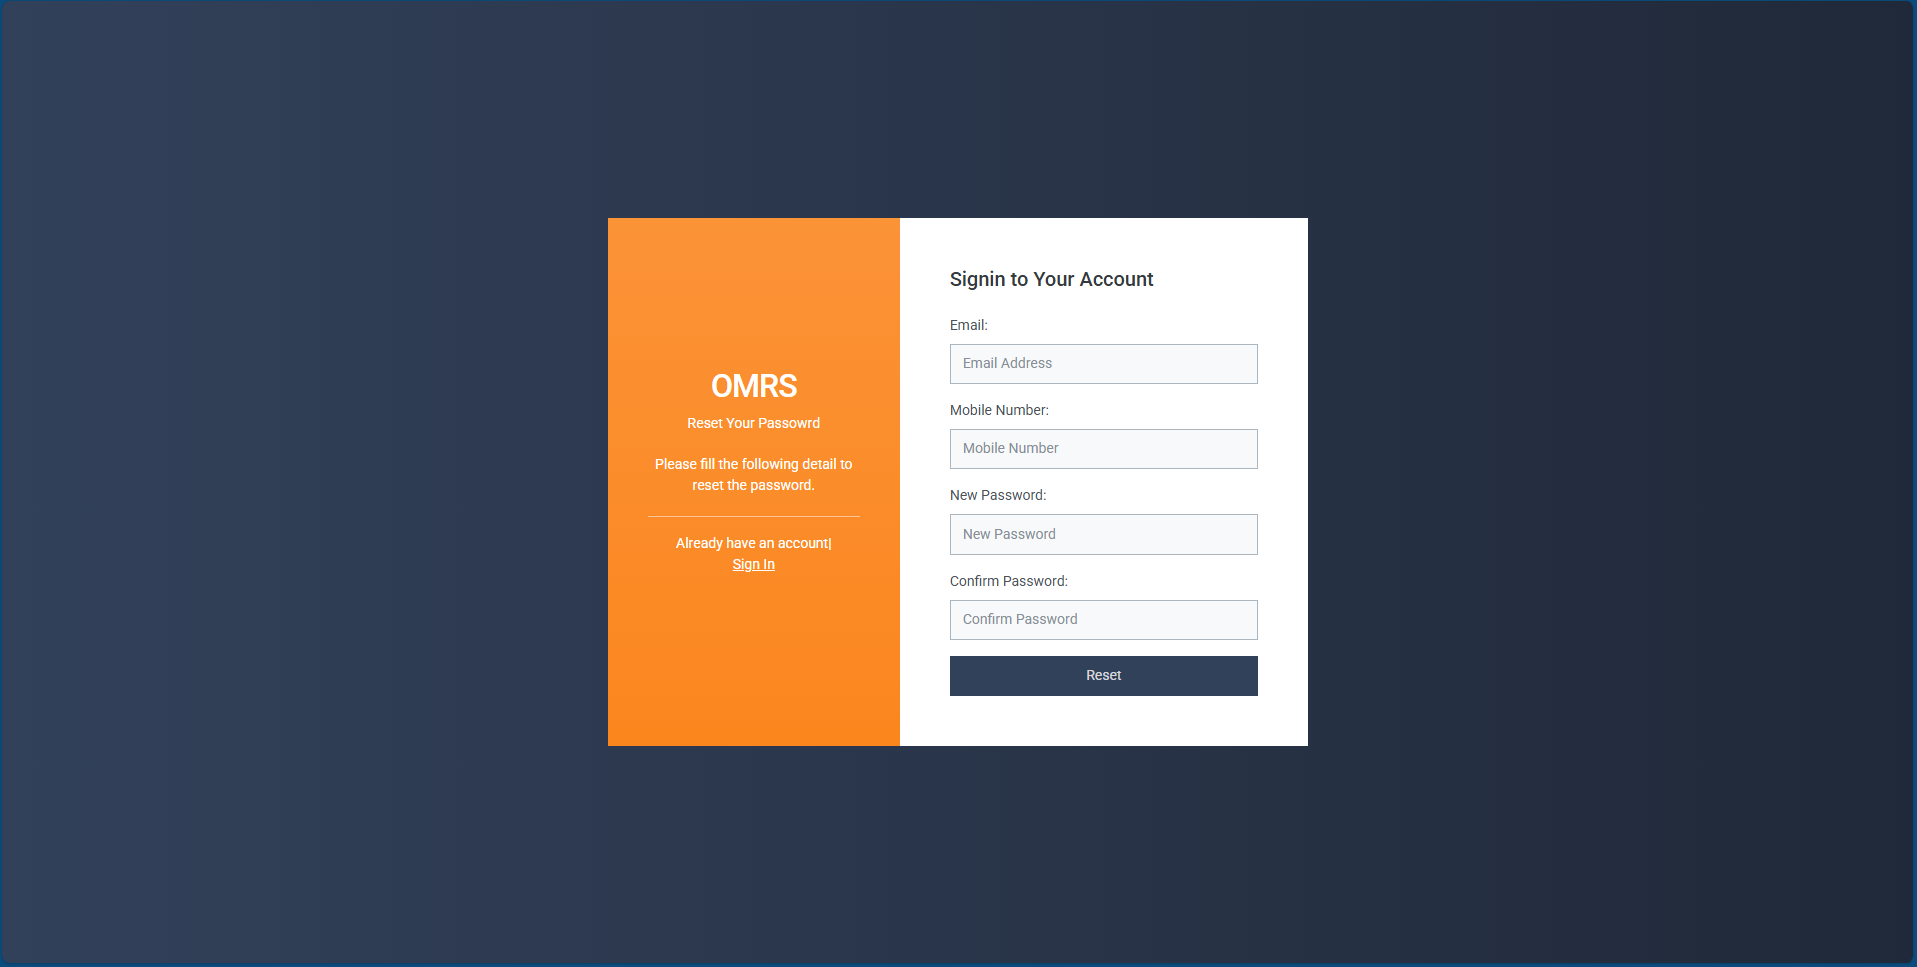 OMRS
Reset Your Passowrd
Please fill the following detail to
reset the password.
Already have an account|
Sign In
Signin to Your Account
Email:
Email Address
Mobile Number:
Mobile Number
New Password:
New Password
Confirm Password:
Confirm Password
Reset